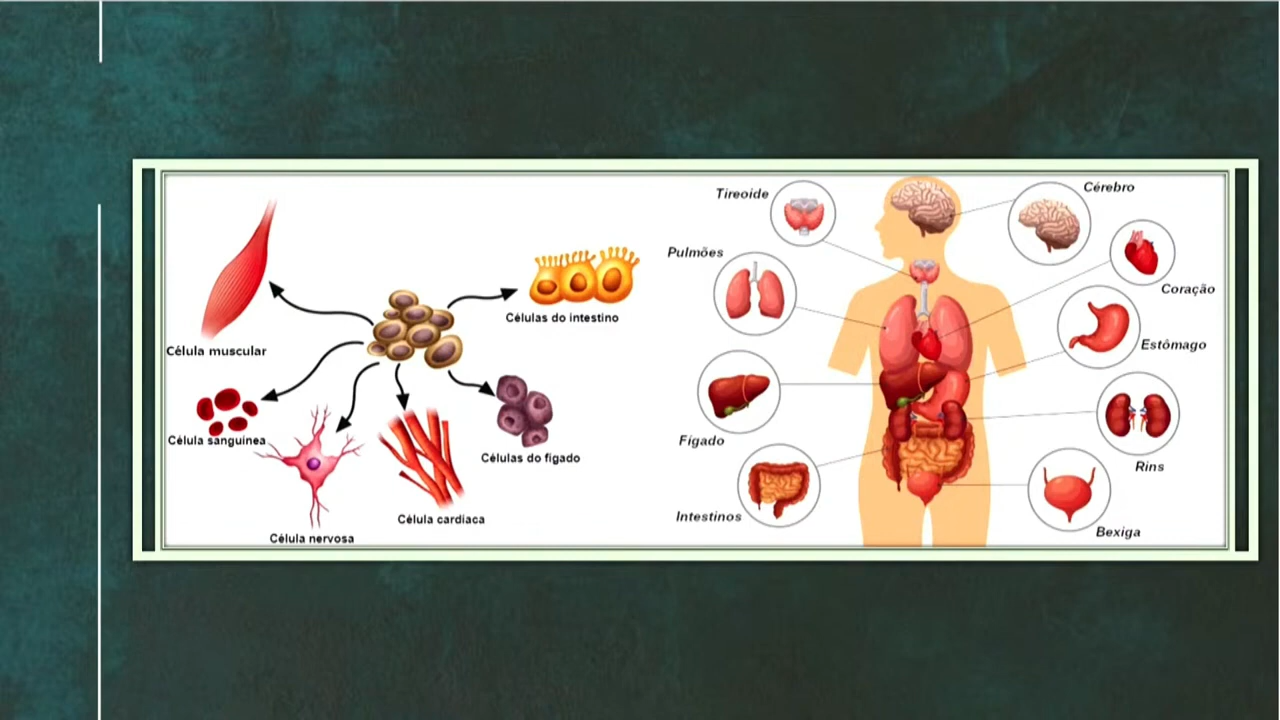 Célula muscular
Célula sanguínea
Célula nervosa
Célula cardíaca
Células do fígado
Células do intestino
Tireoide
Pulmões
Fígado
Intestinos
Cérebro
Coração
Estômago
Rins
Bexiga